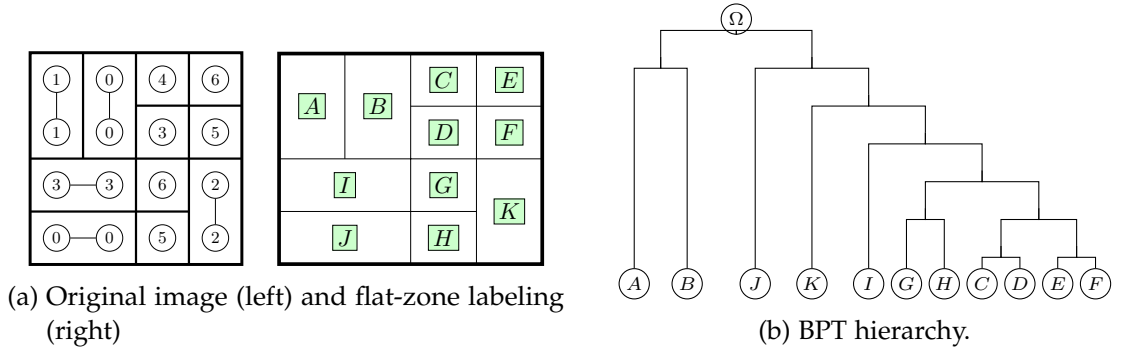 1 0 4 6
1 0 3 5
3 3 6 2
0 0 5 2
A B C E
D F
I G
K
J H
(a) Original image (left) and flat-zone labeling
(right)
Ω
A B J K I G H C D E F
(b) BPT hierarchy.